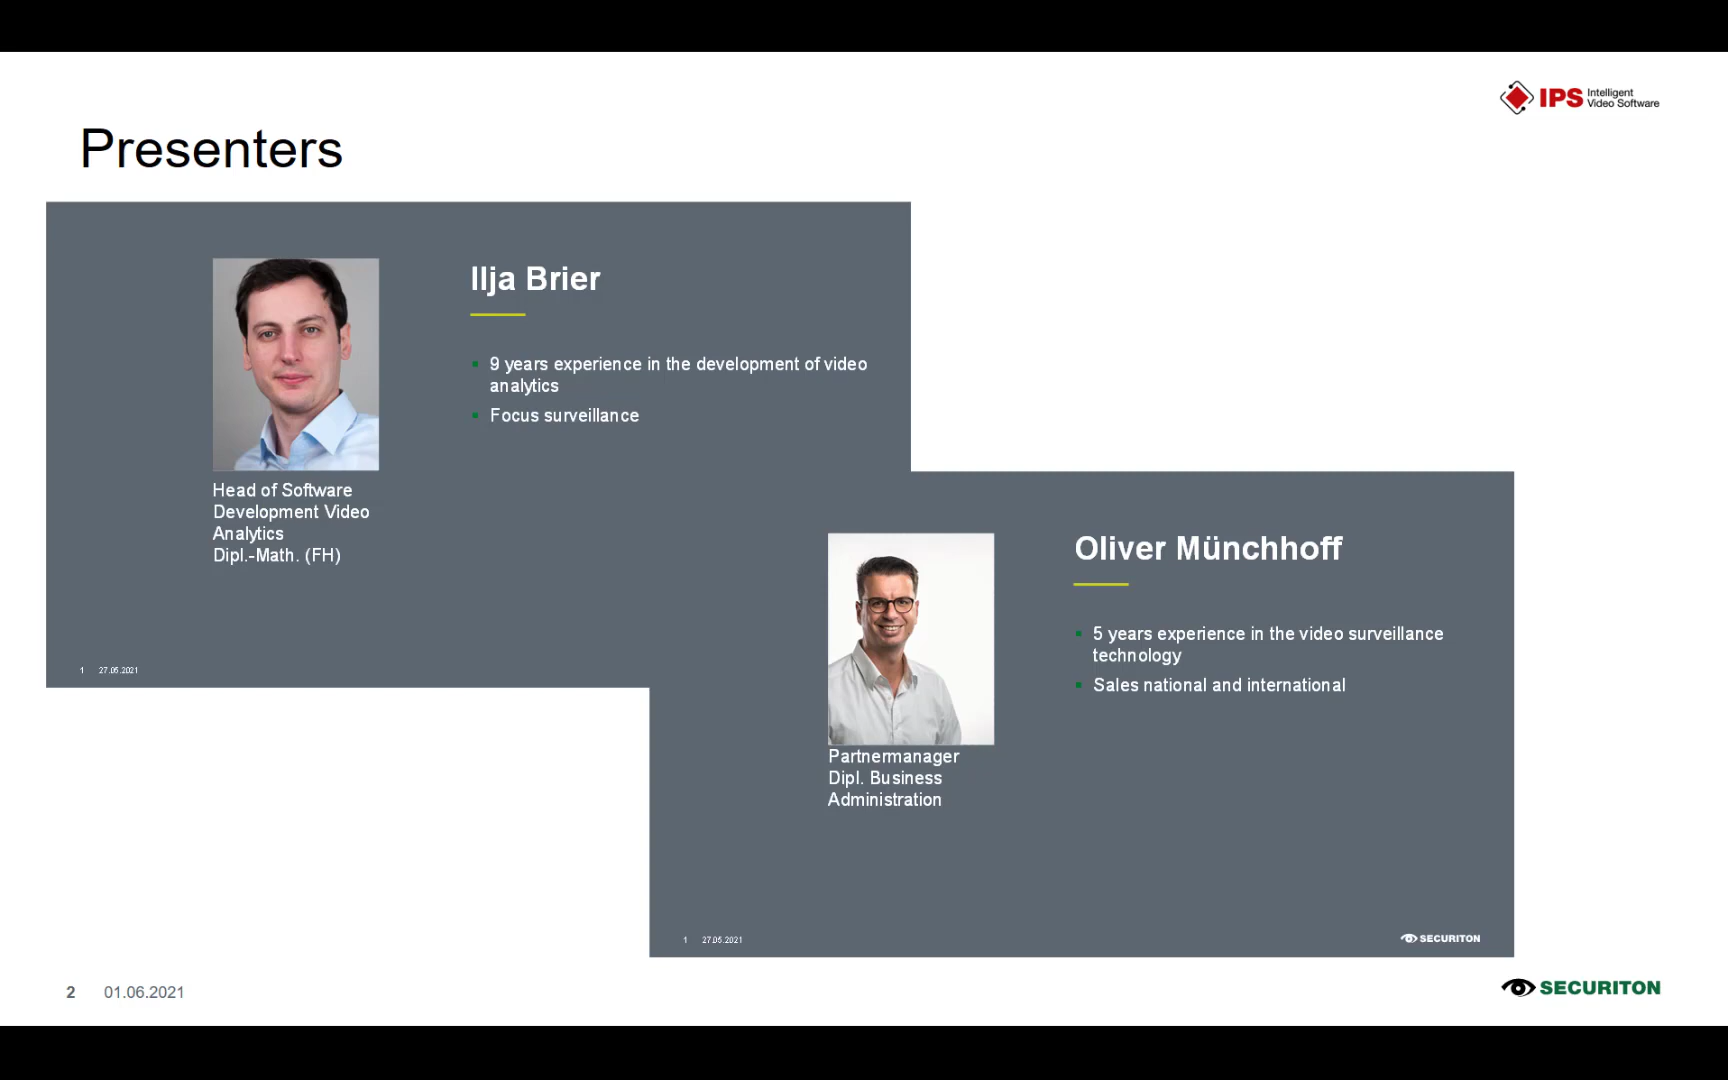 IPS Intelligent
Video Software
Presenters
Ilja Brier
▪ 9 years experience in the development of video
analytics
▪ Focus surveillance
Head of Software
Development Video
Analytics
Dipl.-Math. (FH)
1 27.05.2021
Oliver Münchhoff
▪ 5 years experience in the video surveillance
technology
▪ Sales national and international
Partnermanager
Dipl. Business
Administration
1 27.05.2021
SECURITON
2 01.06.2021
SECURITON